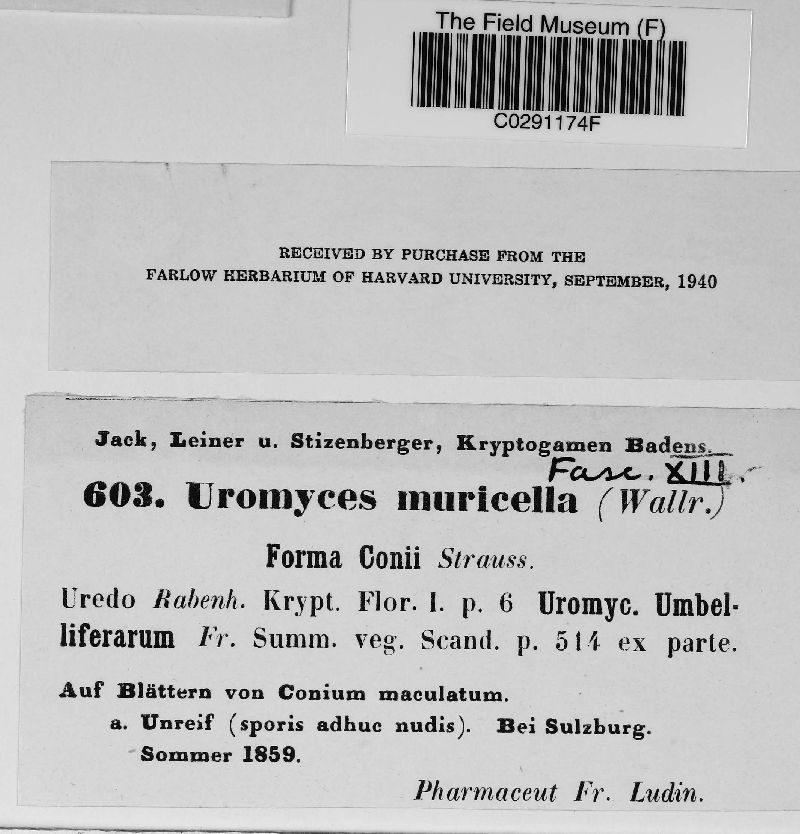 The Field Museum (F)
C0291174F
RECEIVED BY PURCHASE FROM THE
FARLOW HERBARIUM OF HARVARD UNIVERSITY, SEPTEMBER, 1940
Jack, Leiner u. Stizenberger, Kryptogamen Badens.
Fasc. XIII.
603. Uromyces muricella (Wallr.)
Forma Conii Strauss.
Uredo Rabenh. Krypt. Flor. I. p. 6 Uromyc. Umbel-
liferarum Fr. Summ. veg. Scand. p. 514 ex parte.
Auf Blättern von Conium maculatum.
a. Unreif (sporis adhuc nudis). Bei Sulzburg.
Sommer 1859.
Pharmaceut Fr. Ludin.